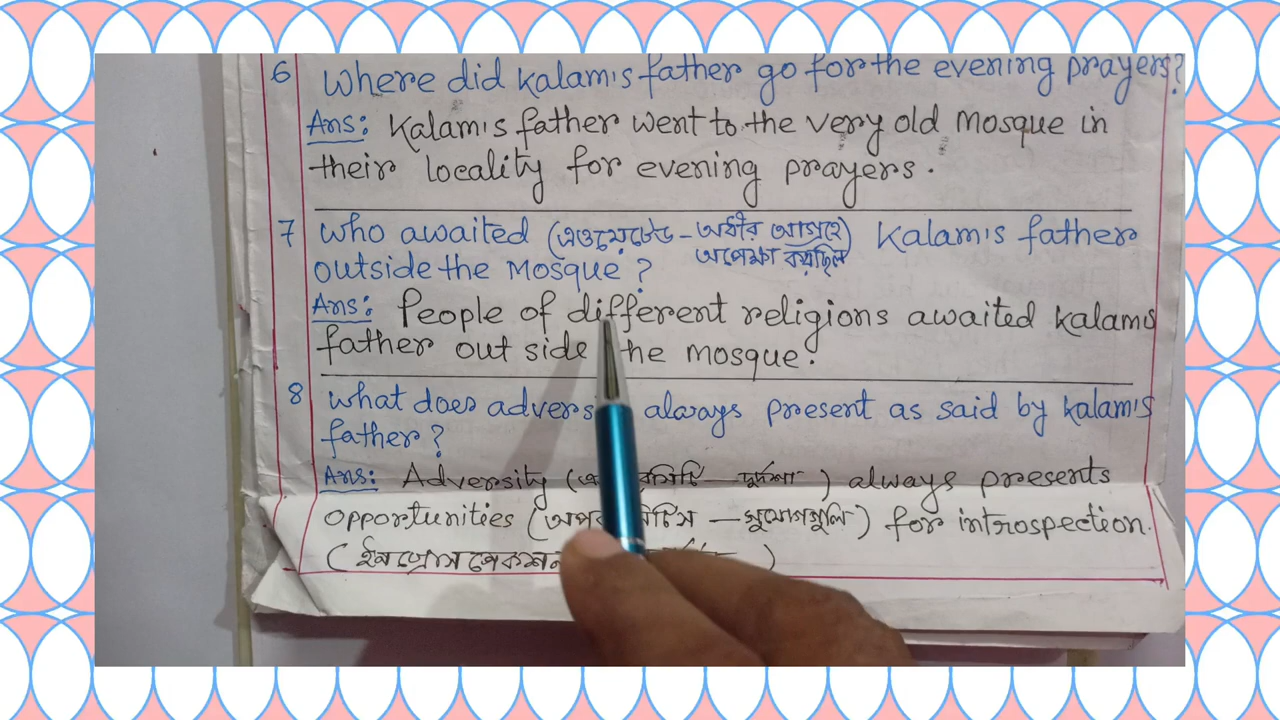 6 Where did Kalam's father go for the evening prayers?
Ans: Kalam's father went to the very old Mosque in
their locality for evening prayers.
7 Who awaited (এওয়েটেড - অধীর আগ্রহে Kalam's father
অপেক্ষা করছিল)
outside the Mosque?
Ans: People of different religions awaited Kalam's
father out side the mosque.
8 What does always present as said by Kalam's
father?
Ans: Adversity ( — দুর্দশা) always presents
opportunities ( — সুযোগগুলি) for introspection.
( )